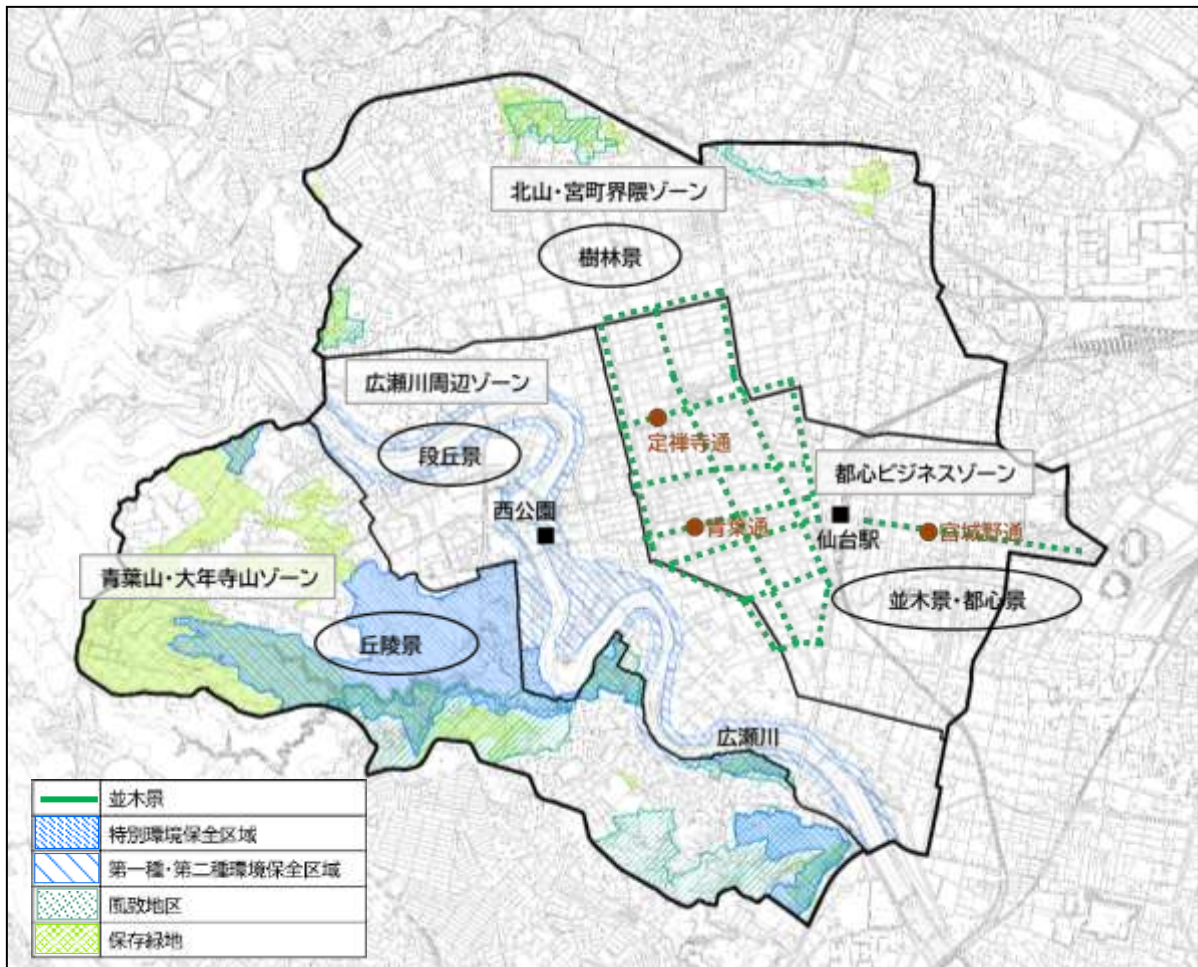 北山・宮町界隈ゾーン
樹林景
広瀬川周辺ゾーン
段丘景
定禅寺通
都心ビジネスゾーン
西公園
青葉通
仙台駅
宮城野通
青葉山・大年寺山ゾーン
並木景・都心景
丘陵景
広瀬川
並木景
特別環境保全区域
第一種・第二種環境保全区域
風致地区
保存緑地